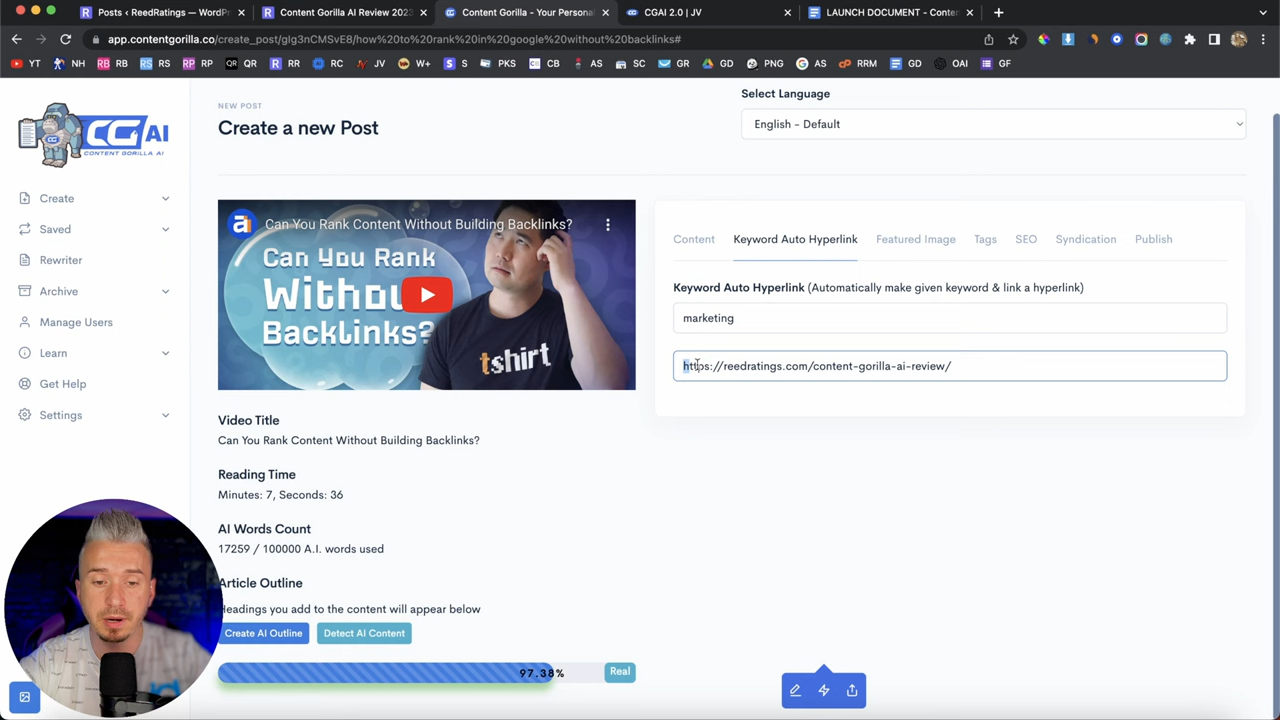 Posts ‹ ReedRatings — WordPr
Content Gorilla AI Review 2023
Content Gorilla - Your Persona
CGAI 2.0 | JV
LAUNCH DOCUMENT - Conte
app.contentgorilla.co/create_post/glg3nCMSvE8/how%20to%20rank%20in%20google%20without%20backlinks#
YT
NH
RB
RS
RP
QR
RR
RC
JV
W+
S
PKS
CB
AS
SC
GR
GD
PNG
AS
RRM
GD
OAI
GF
CG AI
CONTENT GORILLA AI
Create
Saved
Rewriter
Archive
Manage Users
Learn
Get Help
Settings
NEW POST
Create a new Post
Select Language
English - Default
Can You Rank Content Without Building Backlinks?
Can You Rank
Withou
Backlinks?
tshirt
Video Title
Can You Rank Content Without Building Backlinks?
Reading Time
Minutes: 7, Seconds: 36
AI Words Count
17259 / 100000 A.I. words used
Article Outline
Headings you add to the content will appear below
Create AI Outline
Detect AI Content
97.38%
Real
Content
Keyword Auto Hyperlink
Featured Image
Tags
SEO
Syndication
Publish
Keyword Auto Hyperlink (Automatically make given keyword & link a hyperlink)
marketing
https://reedratings.com/content-gorilla-ai-review/